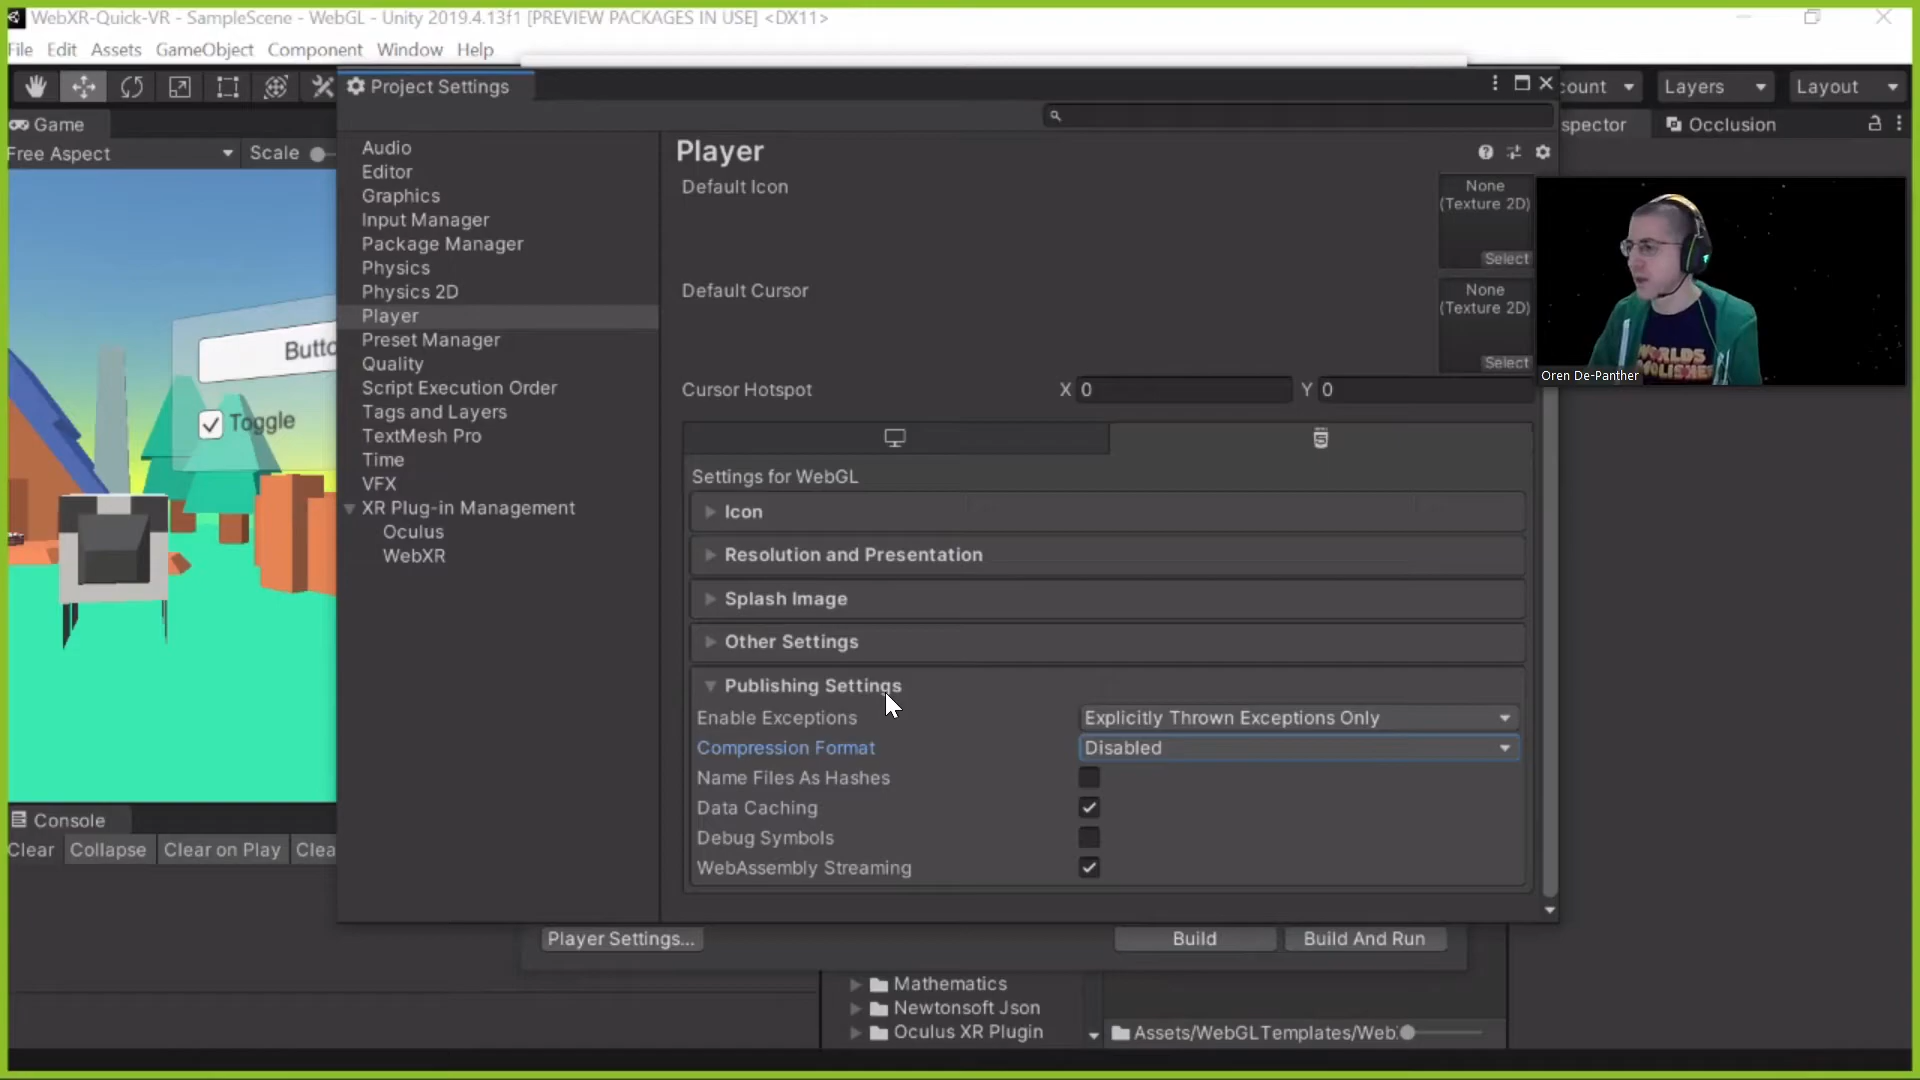 WebXR-Quick-VR - SampleScene - WebGL - Unity 2019.4.13f1 [PREVIEW PACKAGES IN USE] <DX11>
File Edit Assets GameObject Component Window Help
Project Settings
count Layers Layout
Game
spector Occlusion
Free Aspect Scale
Audio
Editor
Graphics
Input Manager
Package Manager
Physics
Physics 2D
Player
Preset Manager
Quality
Script Execution Order
Tags and Layers
TextMesh Pro
Time
VFX
XR Plug-in Management
Oculus
WebXR
Player
Default Icon
None
(Texture 2D)
Select
Default Cursor
None
(Texture 2D)
Select
Cursor Hotspot X 0 Y 0
Settings for WebGL
Icon
Resolution and Presentation
Splash Image
Other Settings
Publishing Settings
Enable Exceptions Explicitly Thrown Exceptions Only
Compression Format Disabled
Name Files As Hashes
Data Caching
Debug Symbols
WebAssembly Streaming
WORLDS
Oren De-Panther
Butto
Toggle
Console
Clear Collapse Clear on Play Clea
Player Settings... Build Build And Run
Mathematics
Newtonsoft Json
Oculus XR Plugin
Assets/WebGLTemplates/Web